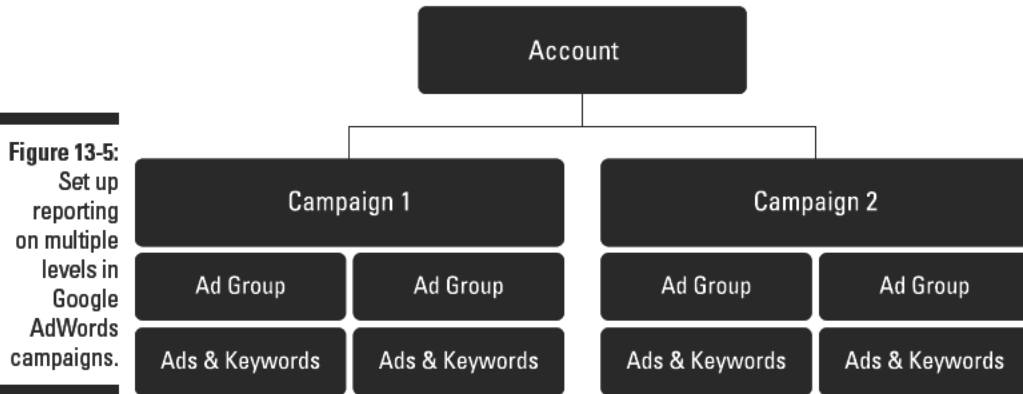 Account
Figure 13-5:
Set up
reporting
on multiple
levels in
Google
AdWords
campaigns.
Campaign 1
Campaign 2
Ad Group
Ad Group
Ad Group
Ad Group
Ads & Keywords
Ads & Keywords
Ads & Keywords
Ads & Keywords